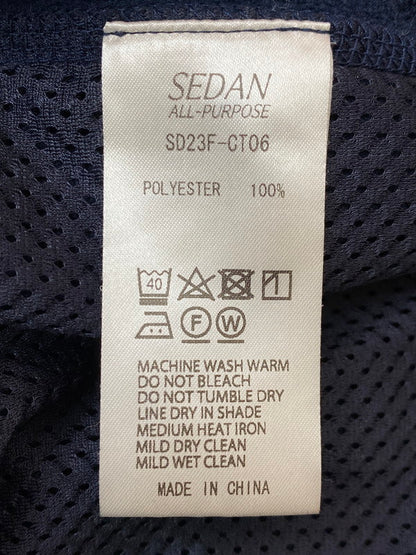 SEDAN
ALL-PURPOSE
SD23F-CT06
POLYESTER 100%
40
F W
MACHINE WASH WARM
DO NOT BLEACH
DO NOT TUMBLE DRY
LINE DRY IN SHADE
MEDIUM HEAT IRON
MILD DRY CLEAN
MILD WET CLEAN
MADE IN CHINA